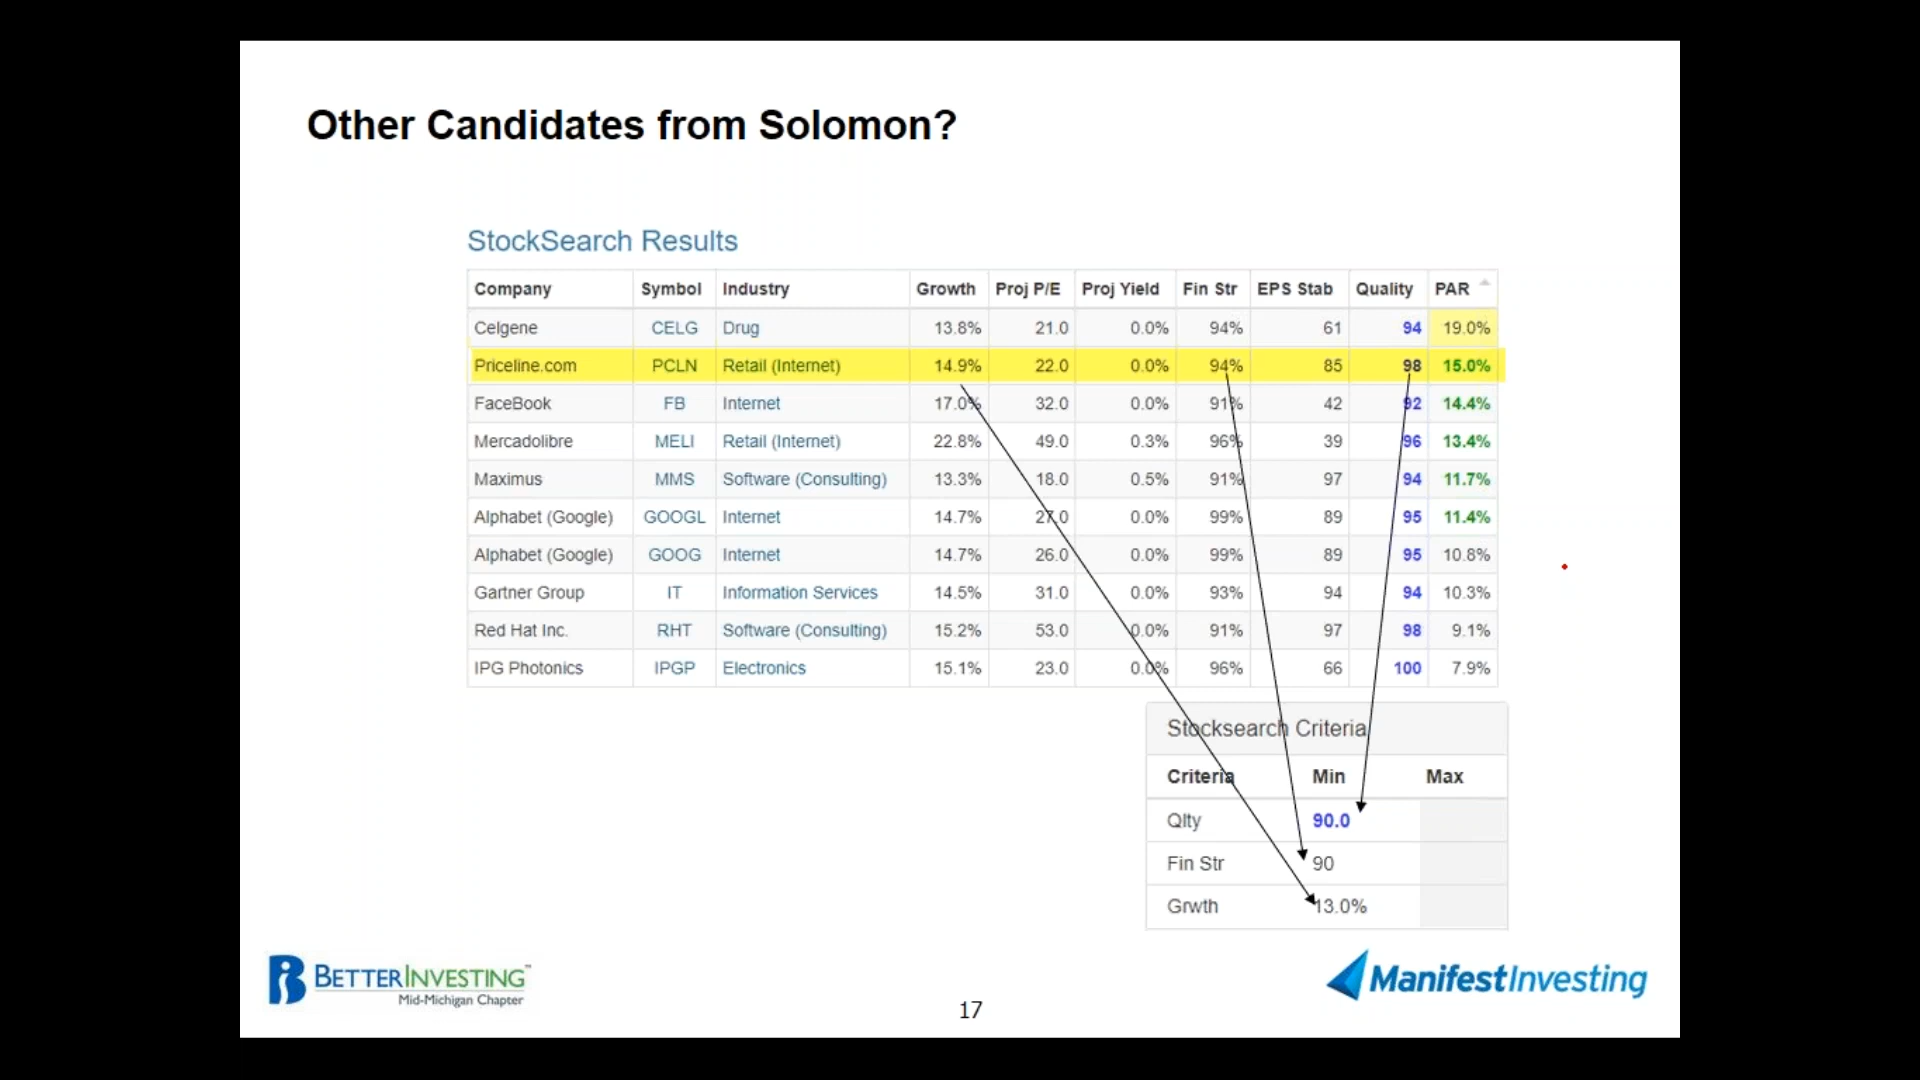 Other Candidates from Solomon?
StockSearch Results
Company Symbol Industry Growth Proj P/E Proj Yield Fin Str EPS Stab Quality PAR
Celgene CELG Drug 13.8% 21.0 0.0% 94% 61 94 19.0%
Priceline.com PCLN Retail (Internet) 14.9% 22.0 0.0% 94% 85 98 15.0%
FaceBook FB Internet 17.0% 32.0 0.0% 91% 42 92 14.4%
Mercadolibre MELI Retail (Internet) 22.8% 49.0 0.3% 96% 39 96 13.4%
Maximus MMS Software (Consulting) 13.3% 18.0 0.5% 91% 97 94 11.7%
Alphabet (Google) GOOGL Internet 14.7% 27.0 0.0% 99% 89 95 11.4%
Alphabet (Google) GOOG Internet 14.7% 26.0 0.0% 99% 89 95 10.8%
Gartner Group IT Information Services 14.5% 31.0 0.0% 93% 94 94 10.3%
Red Hat Inc. RHT Software (Consulting) 15.2% 53.0 0.0% 91% 97 98 9.1%
IPG Photonics IPGP Electronics 15.1% 23.0 0.0% 96% 66 100 7.9%
Stocksearch Criteria
Criteria Min Max
Qlty 90.0
Fin Str 90
Grwth 13.0%
BETTERINVESTING™
Mid-Michigan Chapter
17
ManifestInvesting